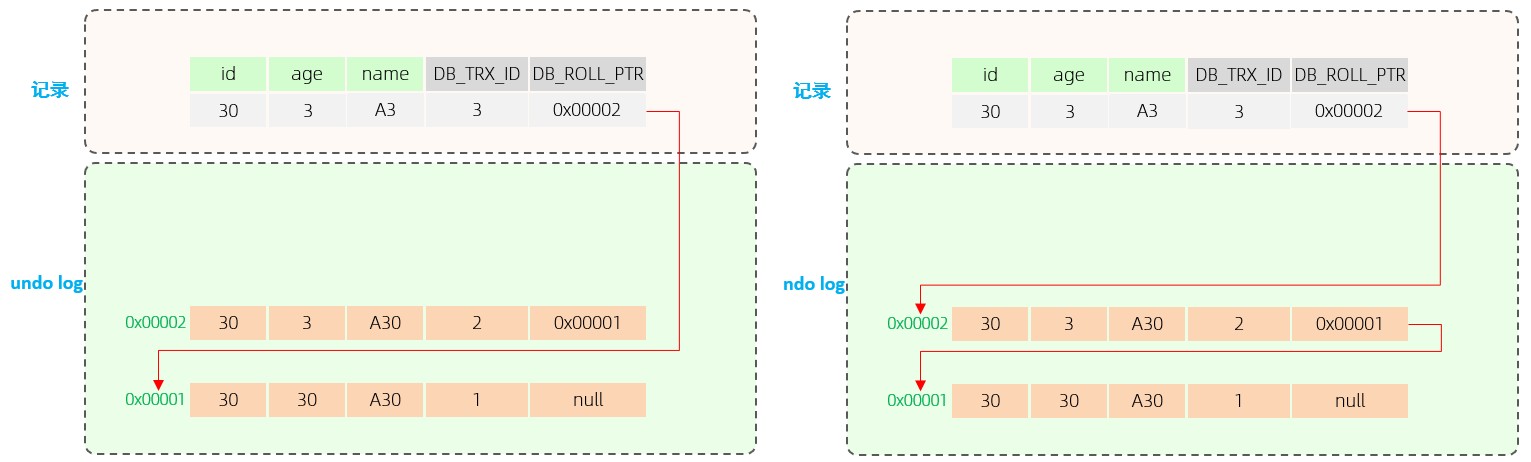 id age name DB_TRX_ID DB_ROLL_PTR
记录
30 3 A3 3 0x00002
undo log
0x00002 30 3 A30 2 0x00001
0x00001 30 30 A30 1 null
id age name DB_TRX_ID DB_ROLL_PTR
记录
30 3 A3 3 0x00002
ndo log
0x00002 30 3 A30 2 0x00001
0x00001 30 30 A30 1 null